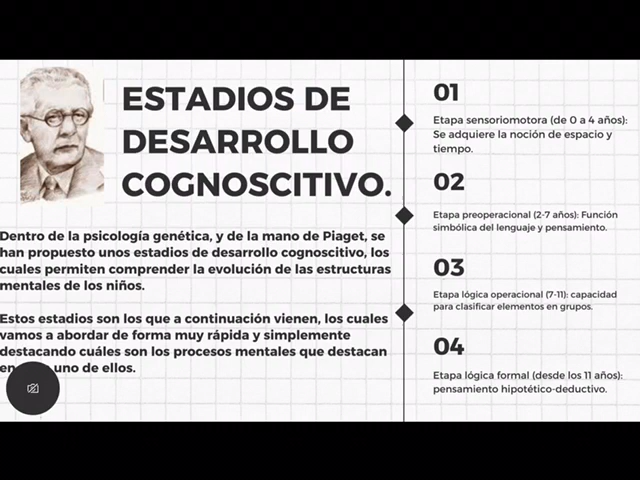 ESTADIOS DE
DESARROLLO
COGNOSCITIVO.
Dentro de la psicología genética, y de la mano de Piaget, se
han propuesto unos estadios de desarrollo cognoscitivo, los
cuales permiten comprender la evolución de las estructuras
mentales de los niños.
Estos estadios son los que a continuación vienen, los cuales
vamos a abordar de forma muy rápida y simplemente
destacando cuáles son los procesos mentales que destacan
uno de ellos.
01
Etapa sensoriomotora (de 0 a 4 años):
Se adquiere la noción de espacio y
tiempo.
02
Etapa preoperacional (2-7 años): Función
simbólica del lenguaje y pensamiento.
03
Etapa lógica operacional (7-11): capacidad
para clasificar elementos en grupos.
04
Etapa lógica formal (desde los 11 años):
pensamiento hipotético-deductivo.